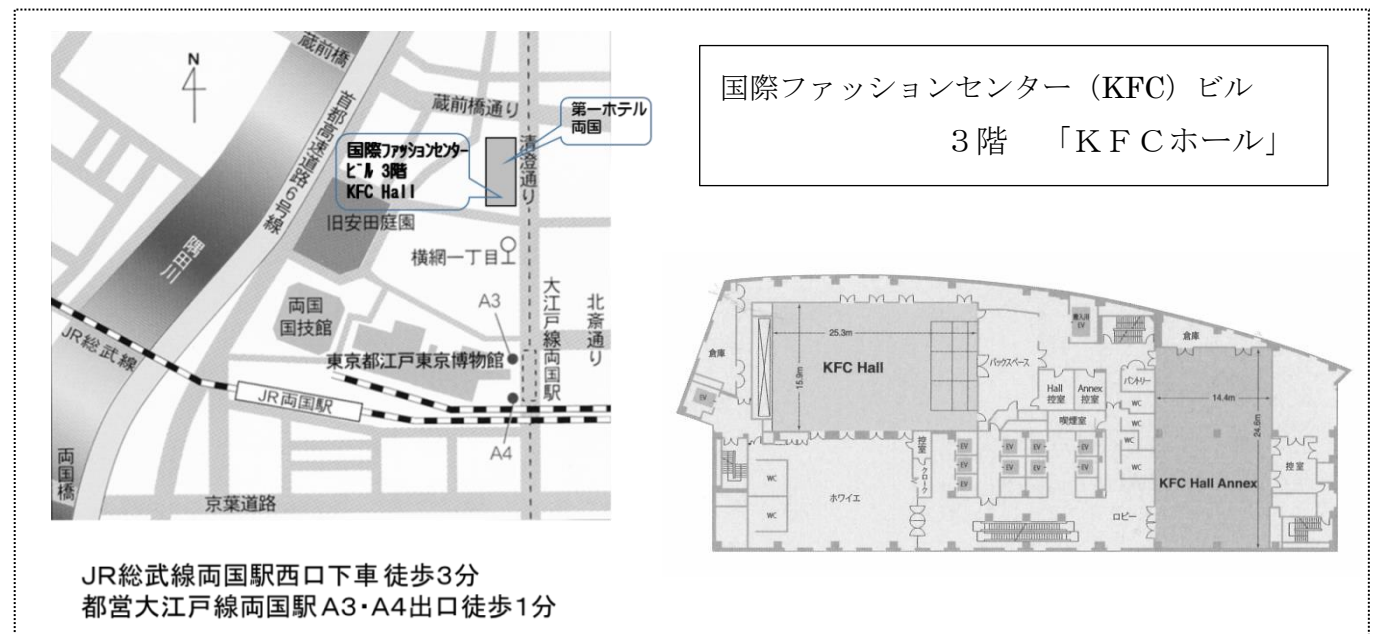 国際ファッションセンター（KFC）ビル
3階 「KFCホール」
N
蔵前橋
首都高速道路6号線
蔵前橋通り
第一ホテル
両国
国際ファッションセンター
ビル 3階
KFC Hall
清澄通り
旧安田庭園
隅田川
横網一丁目
両国
国技館
A3
大江戸線両国駅
北斎通り
東京都江戸東京博物館
JR総武線
JR両国駅
A4
両国橋
京葉道路
JR総武線両国駅西口下車 徒歩3分
都営大江戸線両国駅A3・A4出口徒歩1分
倉庫
25.3m
KFC Hall
15.9m
バックスペース
搬入用
EV
倉庫
EV
Hall
控室
Annex
控室
喫煙室
パントリー
WC
WC
WC
WC
14.4m
24.6m
KFC Hall Annex
控室
控室
クローク
EV
EV
EV
EV
EV
EV
EV
EV
EV
WC
WC
ホワイエ
ロビー